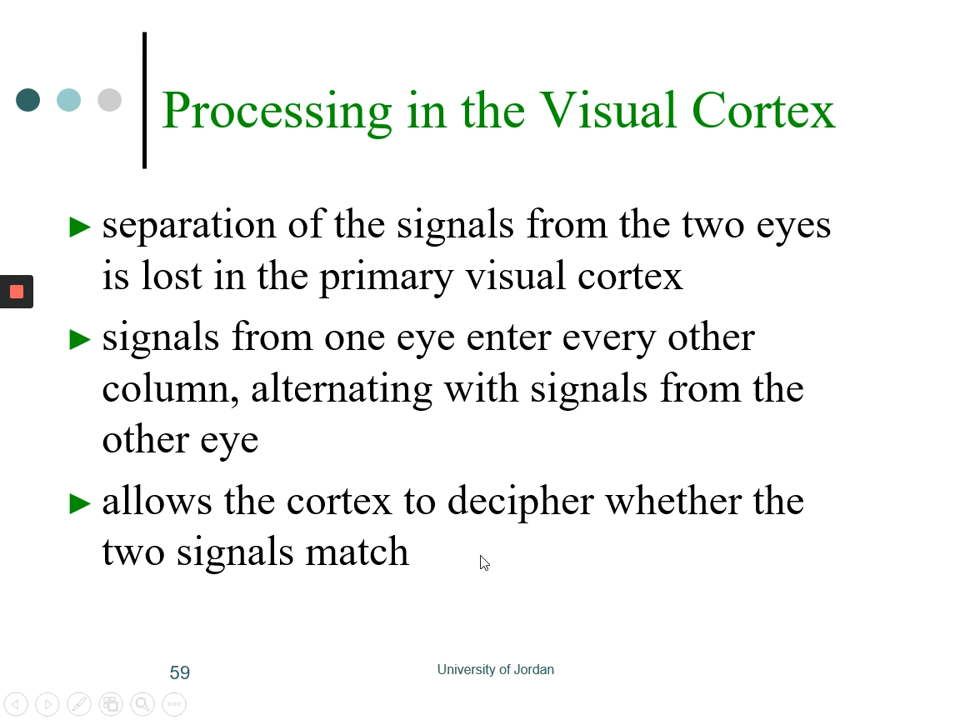 Processing in the Visual Cortex
► separation of the signals from the two eyes
is lost in the primary visual cortex
► signals from one eye enter every other
column, alternating with signals from the
other eye
► allows the cortex to decipher whether the
two signals match
59
University of Jordan